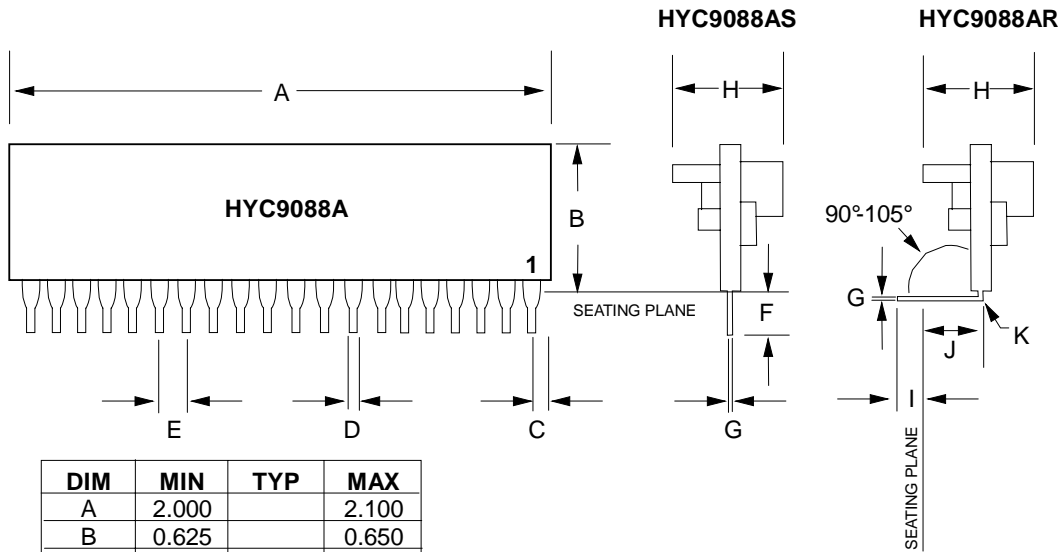 HYC9088AS HYC9088AR
A
H
H
HYC9088A
B
90°-105°
1
SEATING PLANE
F
G
K
J
I
E
D
C
G
SEATING PLANE
DIM MIN TYP MAX
A 2.000 2.100
B 0.625 0.650